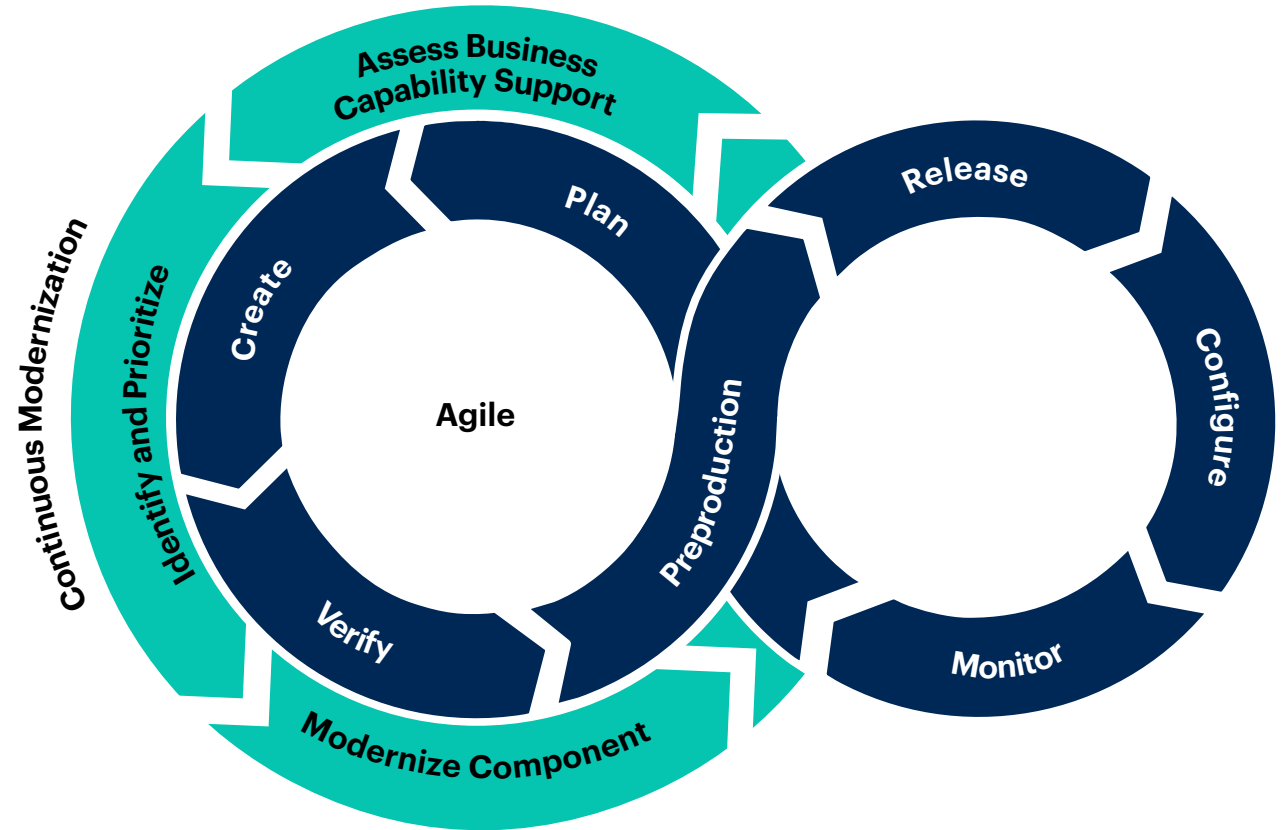 Assess Business
Capability Support
Plan
Release
Create
Continuous Modernization
Identify and Prioritize
Agile
Preproduction
Configure
Verify
Monitor
Modernize Component